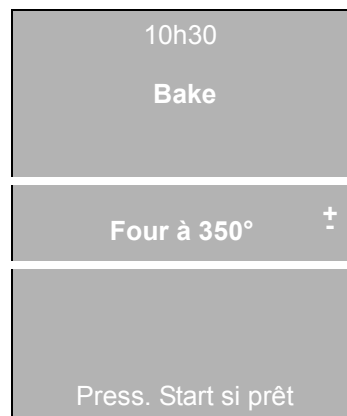 10h30
Bake
Four à 350°
+
-
Press. Start si prêt